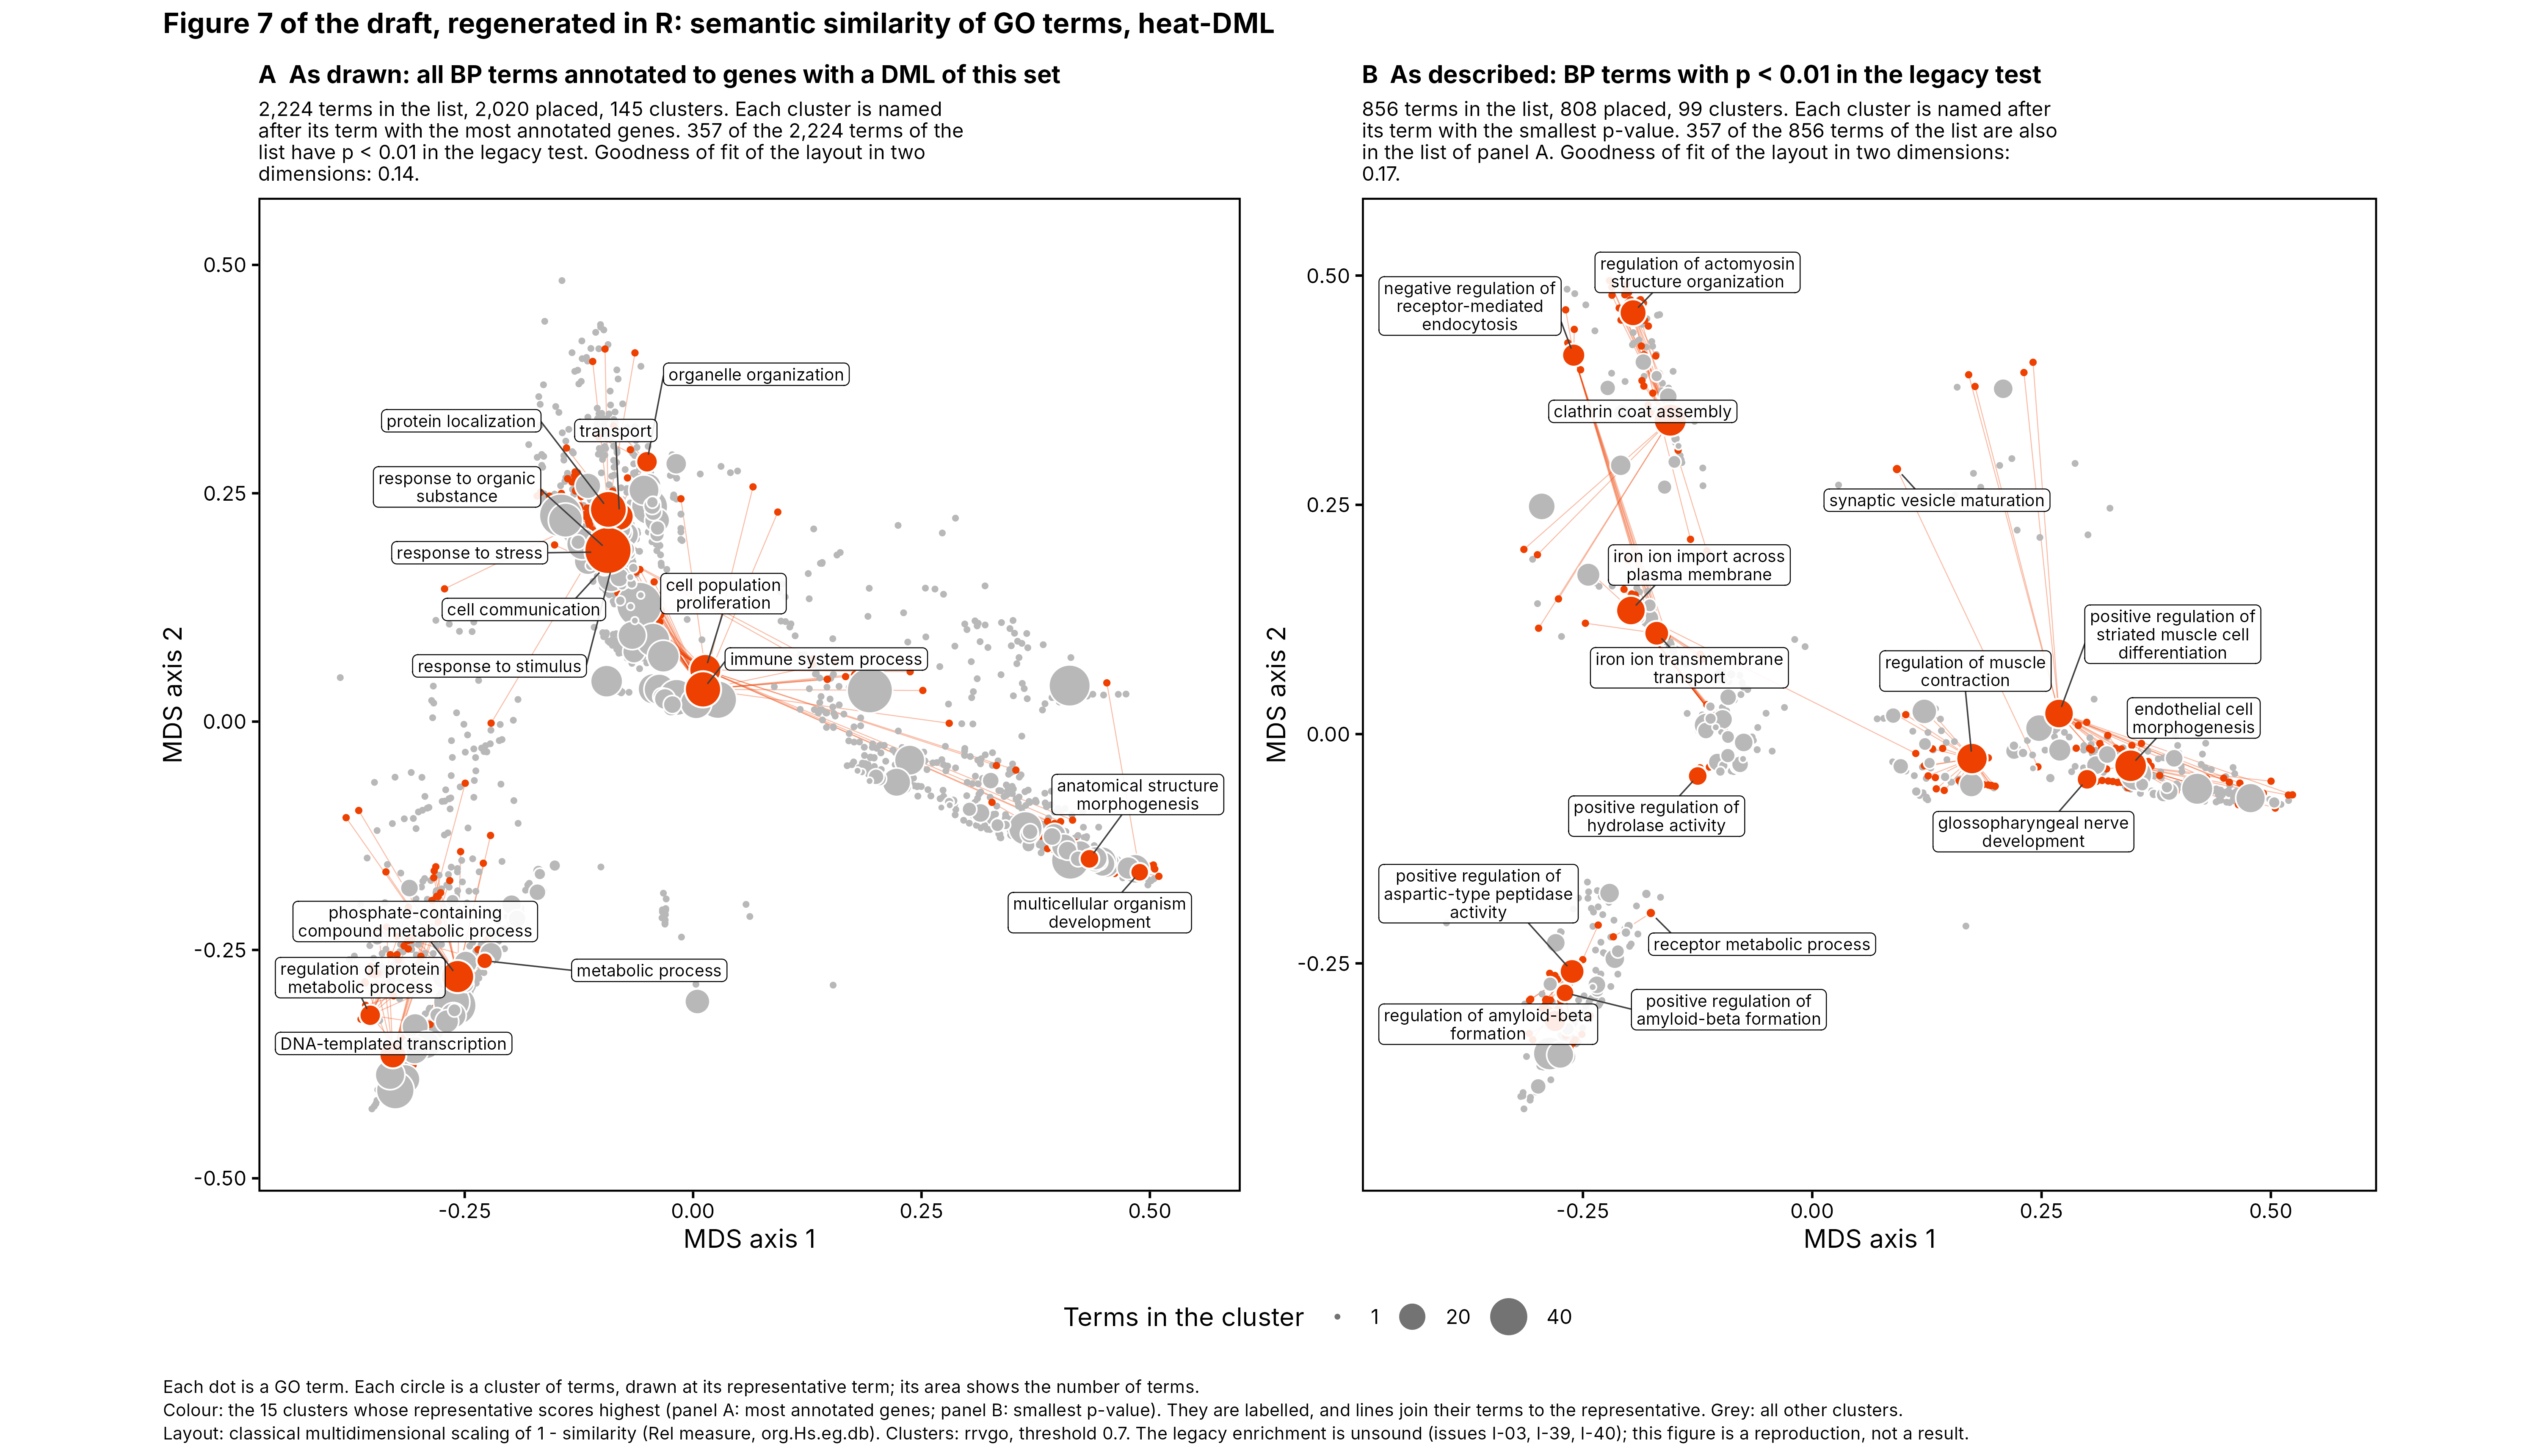 Figure 7 of the draft, regenerated in R: semantic similarity of GO terms, heat-DML
A As drawn: all BP terms annotated to genes with a DML of this set
2,224 terms in the list, 2,020 placed, 145 clusters. Each cluster is named
after its term with the most annotated genes. 357 of the 2,224 terms of the
list have p < 0.01 in the legacy test. Goodness of fit of the layout in two
dimensions: 0.14.
MDS axis 2
0.50
0.25
0.00
-0.25
-0.50
organelle organization
protein localization
transport
response to organic
substance
response to stress
cell population
proliferation
cell communication
immune system process
response to stimulus
anatomical structure
morphogenesis
multicellular organism
development
phosphate-containing
compound metabolic process
regulation of protein
metabolic process
metabolic process
DNA-templated transcription
-0.25
0.00
0.25
0.50
MDS axis 1
B As described: BP terms with p < 0.01 in the legacy test
856 terms in the list, 808 placed, 99 clusters. Each cluster is named after
its term with the smallest p-value. 357 of the 856 terms of the list are also
in the list of panel A. Goodness of fit of the layout in two dimensions:
0.17.
MDS axis 2
0.50
0.25
0.00
-0.25
regulation of actomyosin
structure organization
negative regulation of
receptor-mediated
endocytosis
clathrin coat assembly
synaptic vesicle maturation
iron ion import across
plasma membrane
positive regulation of
striated muscle cell
differentiation
iron ion transmembrane
transport
regulation of muscle
contraction
endothelial cell
morphogenesis
positive regulation of
hydrolase activity
glossopharyngeal nerve
development
positive regulation of
aspartic-type peptidase
activity
receptor metabolic process
positive regulation of
amyloid-beta formation
regulation of amyloid-beta
formation
-0.25
0.00
0.25
0.50
MDS axis 1
Terms in the cluster 1 20 40
Each dot is a GO term. Each circle is a cluster of terms, drawn at its representative term; its area shows the number of terms.
Colour: the 15 clusters whose representative scores highest (panel A: most annotated genes; panel B: smallest p-value). They are labelled, and lines join their terms to the representative. Grey: all other clusters.
Layout: classical multidimensional scaling of 1 - similarity (Rel measure, org.Hs.eg.db). Clusters: rrvgo, threshold 0.7. The legacy enrichment is unsound (issues I-03, I-39, I-40); this figure is a reproduction, not a result.